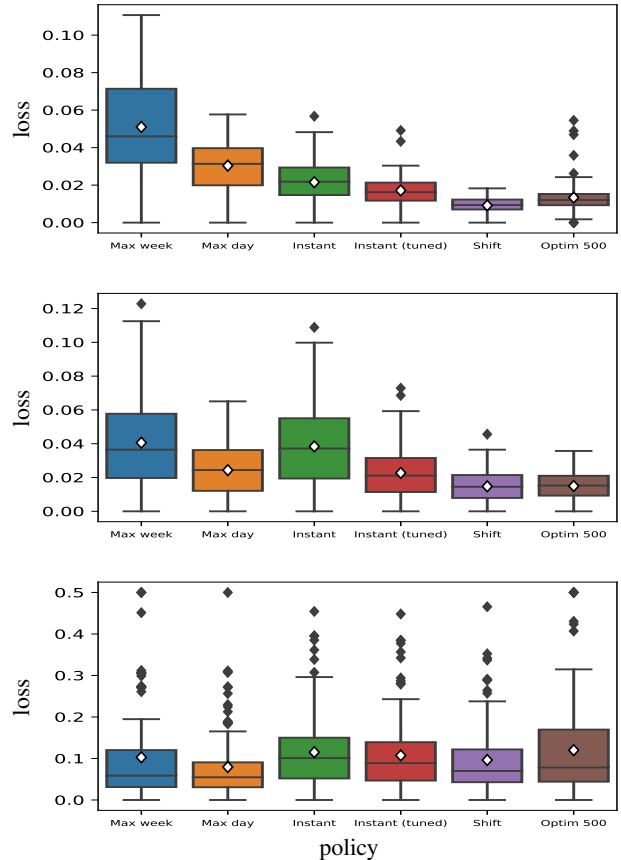 0.10
0.08
0.06
0.04
0.02
0.00
loss
Max week Max day Instant Instant (tuned) Shift Optim 500
0.12
0.10
0.08
0.06
0.04
0.02
0.00
loss
Max week Max day Instant Instant (tuned) Shift Optim 500
0.5
0.4
0.3
0.2
0.1
0.0
loss
Max week Max day Instant Instant (tuned) Shift Optim 500
policy